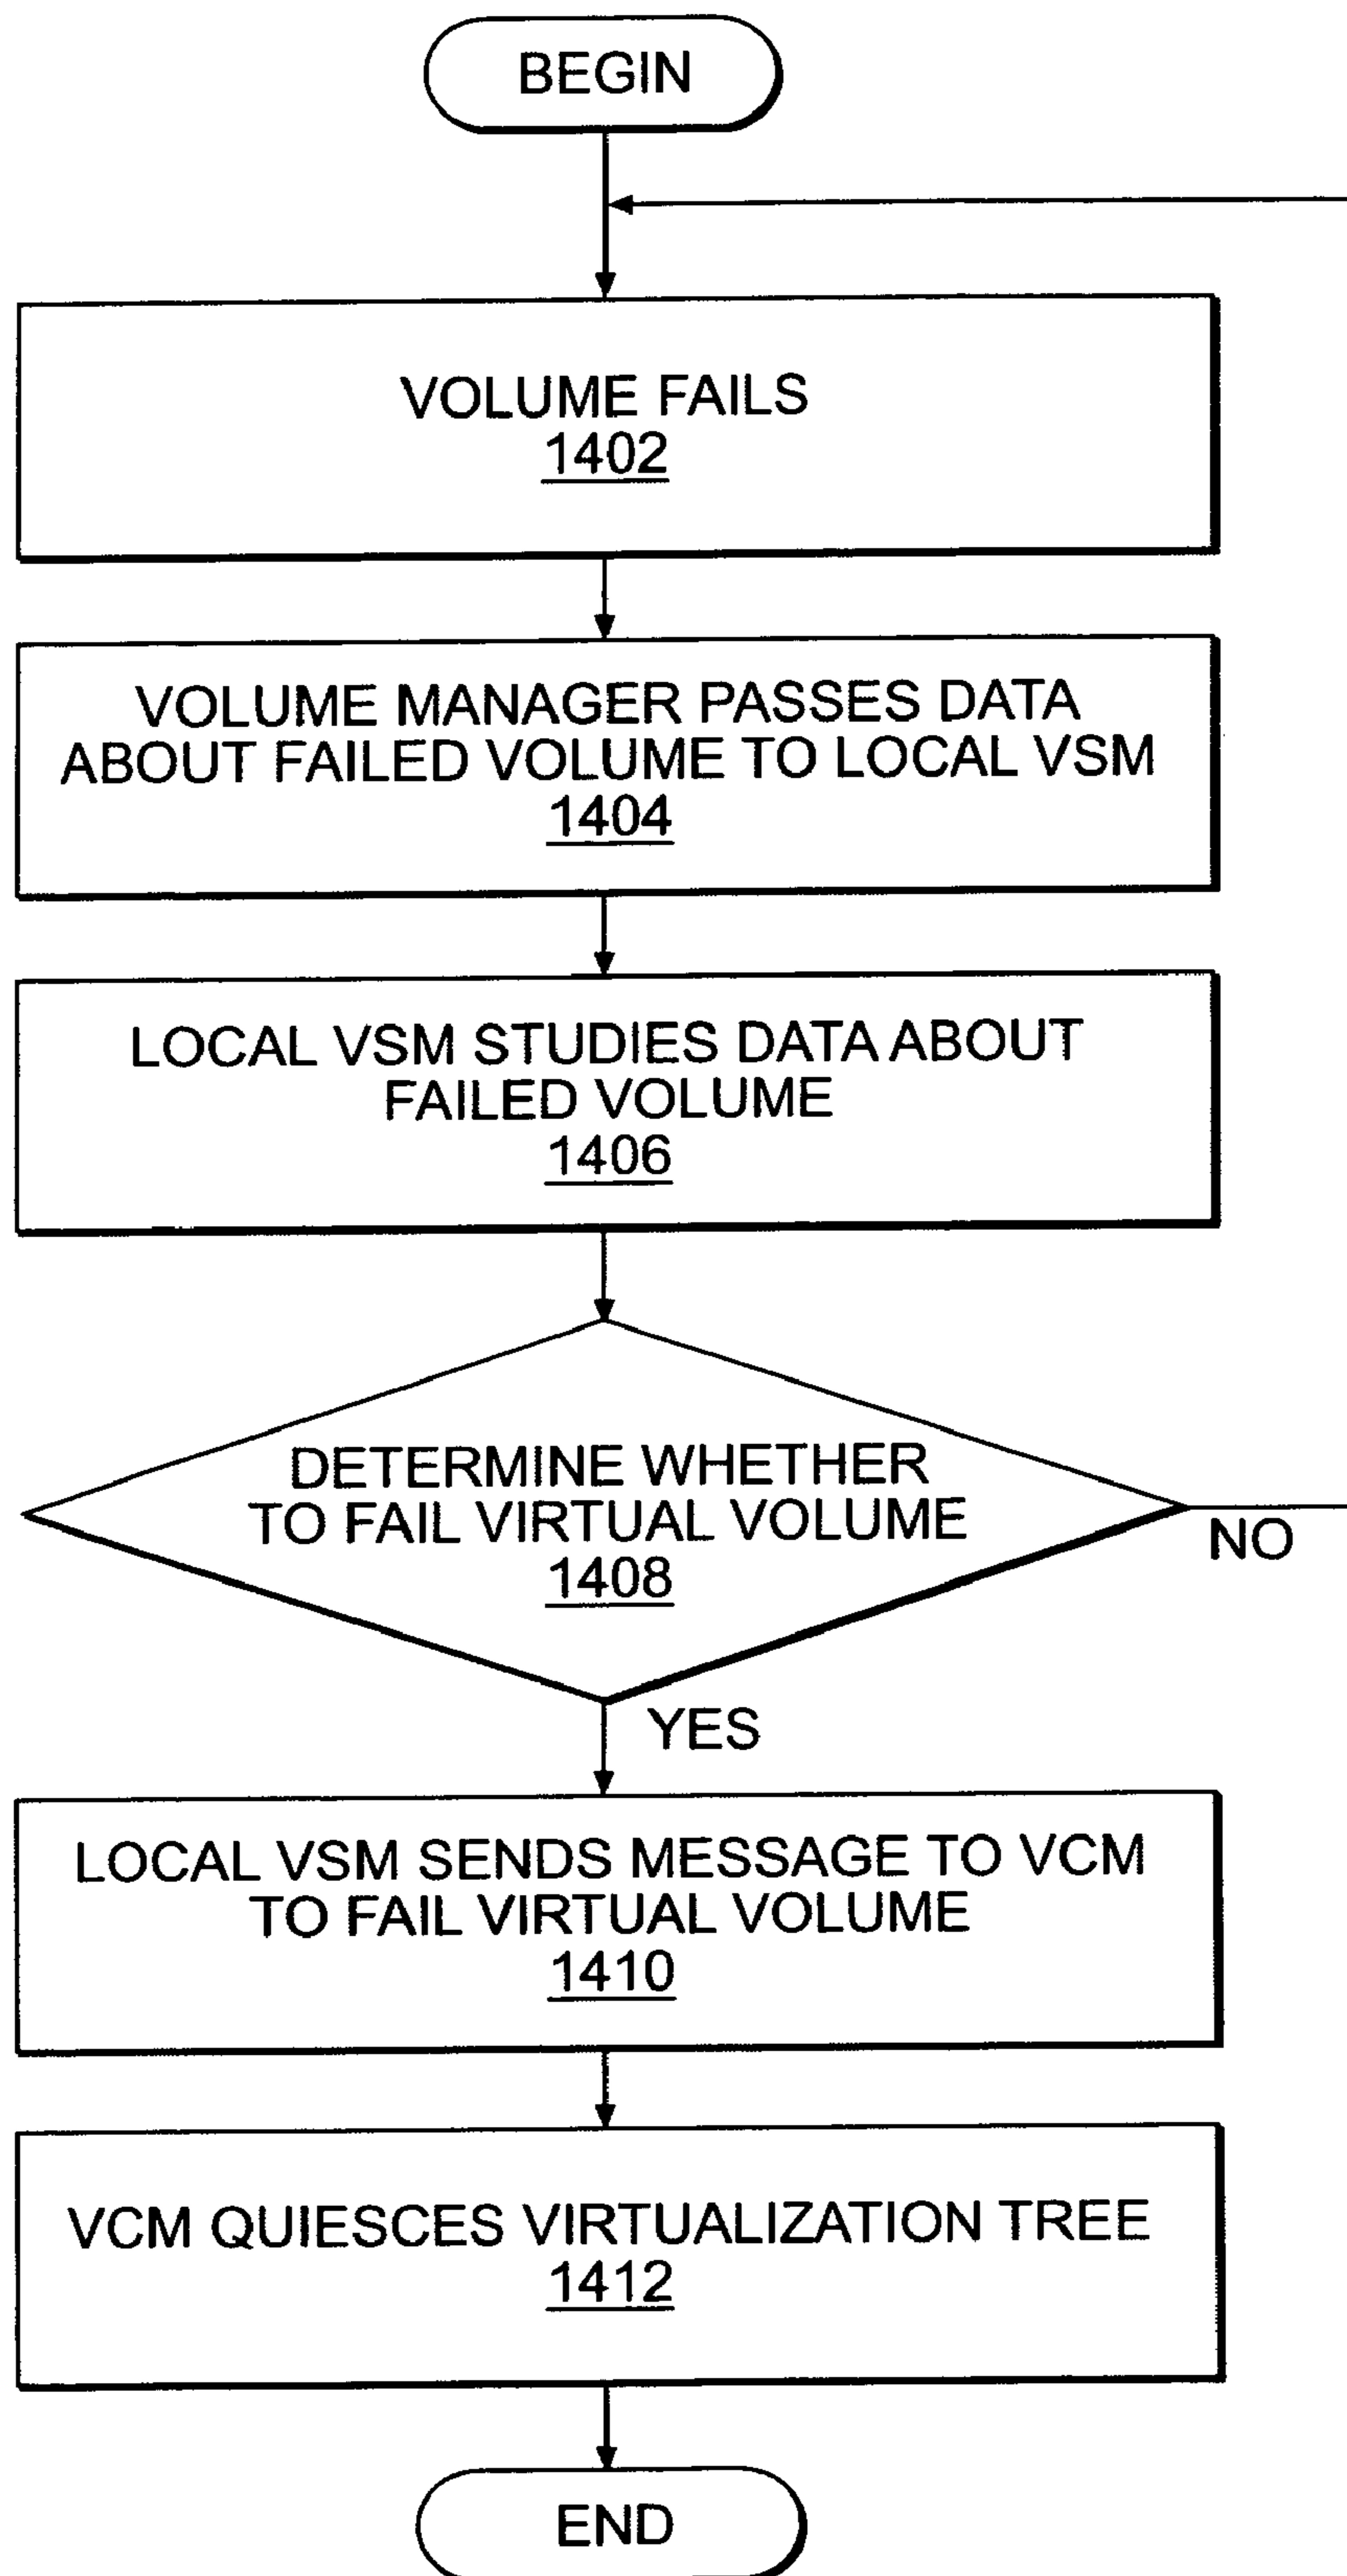 BEGIN
VOLUME FAILS
1402
VOLUME MANAGER PASSES DATA
ABOUT FAILED VOLUME TO LOCAL VSM
1404
LOCAL VSM STUDIES DATA ABOUT
FAILED VOLUME
1406
DETERMINE WHETHER
TO FAIL VIRTUAL VOLUME
1408
NO
YES
LOCAL VSM SENDS MESSAGE TO VCM
TO FAIL VIRTUAL VOLUME
1410
VCM QUIESCES VIRTUALIZATION TREE
1412
END